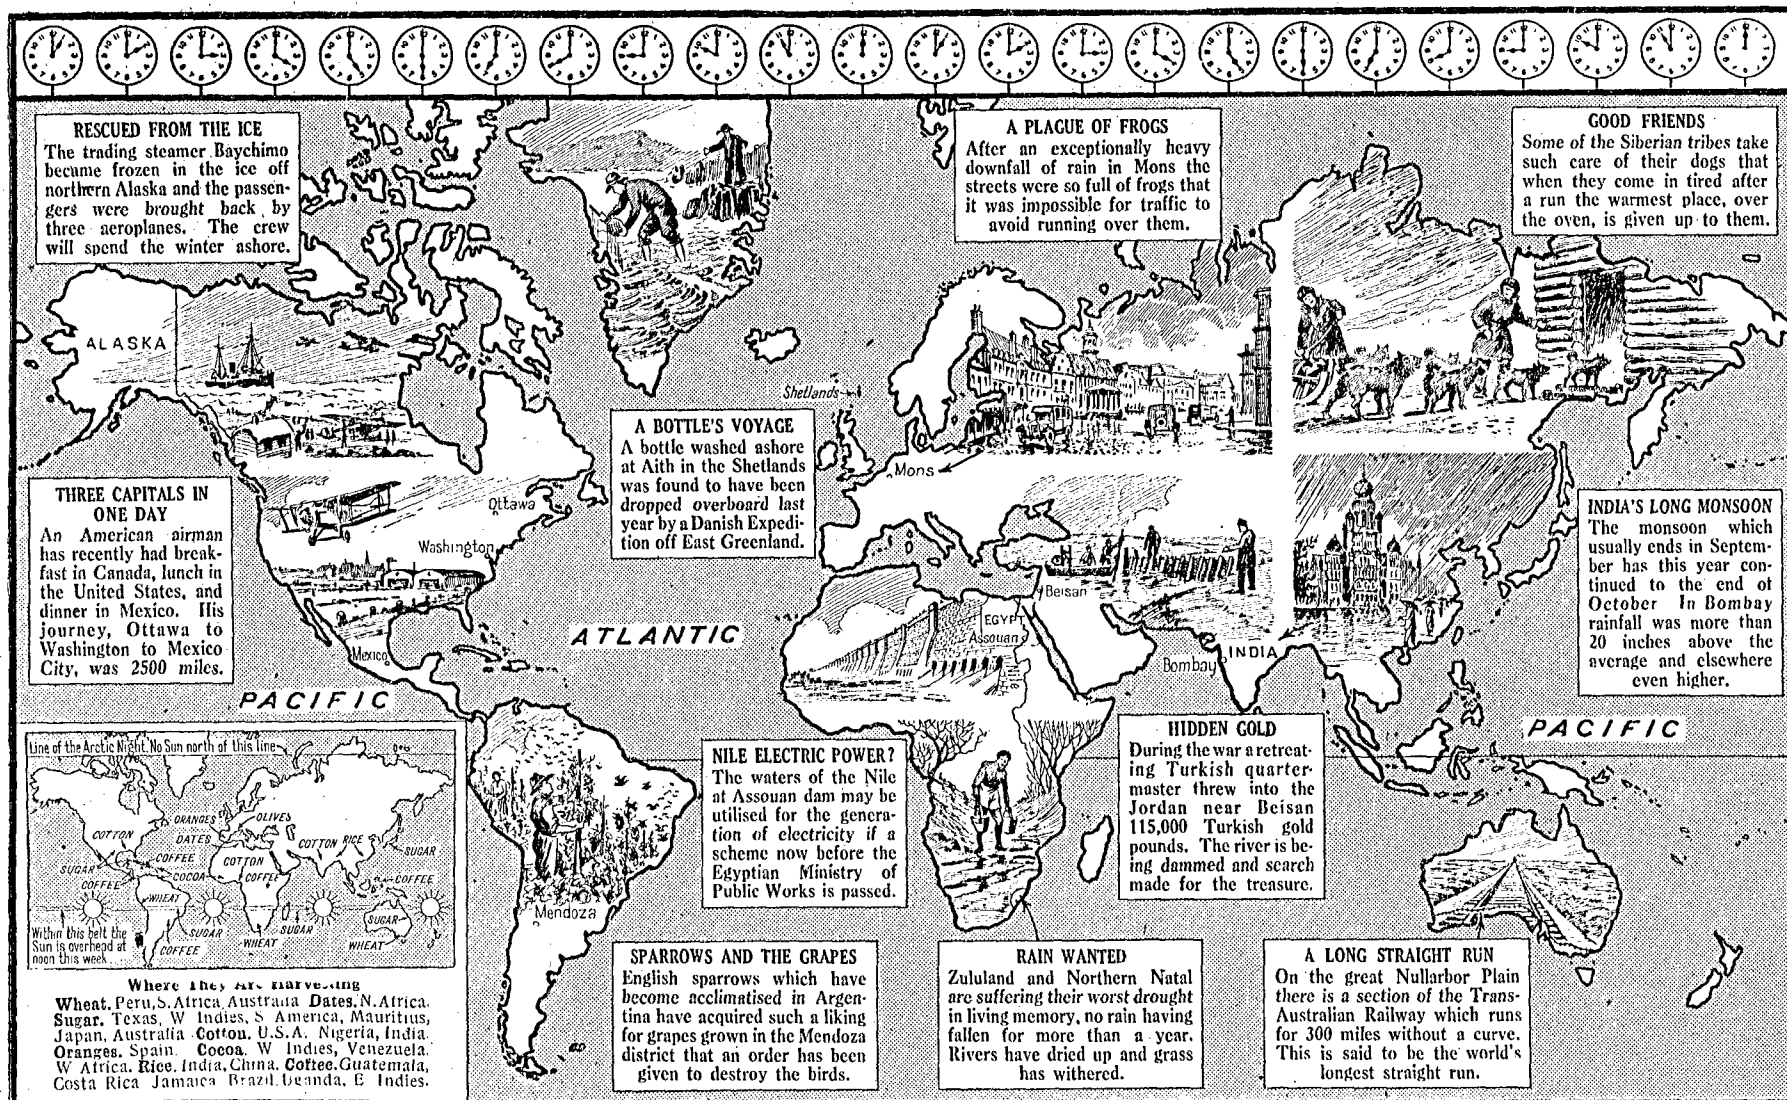 RESCUED FROM THE ICE
The trading steamer Baychimo
became frozen in the ice off
northern Alaska and the passen-
gers were brought back by
three aeroplanes. The crew
will spend the winter ashore.
A PLAGUE OF FROGS
After an exceptionally heavy
downfall of rain in Mons the
streets were so full of frogs that
it was impossible for traffic to
avoid running over them.
GOOD FRIENDS
Some of the Siberian tribes take
such care of their dogs that
when they come in tired after
a run the warmest place, over
the oven, is given up to them.
ALASKA
Shetlands
A BOTTLE'S VOYAGE
A bottle washed ashore
at Aith in the Shetlands
was found to have been
dropped overboard last
year by a Danish Expedi-
tion off East Greenland.
Mons
THREE CAPITALS IN
ONE DAY
An American airman
has recently had break-
fast in Canada, lunch in
the United States, and
dinner in Mexico. His
journey, Ottawa to
Washington to Mexico
City, was 2500 miles.
Ottawa
Washington
Mexico
INDIA'S LONG MONSOON
The monsoon which
usually ends in Septem-
ber has this year con-
tinued to the end of
October In Bombay
rainfall was more than
20 inches above the
average and elsewhere
even higher.
Beisan
EGYPT
Assouan
ATLANTIC
Bombay
INDIA
PACIFIC
PACIFIC
NILE ELECTRIC POWER?
The waters of the Nile
at Assouan dam may be
utilised for the genera-
tion of electricity if a
scheme now before the
Egyptian Ministry of
Public Works is passed.
HIDDEN GOLD
During the war a retreat-
ing Turkish quarter-
master threw into the
Jordan near Beisan
115,000 Turkish gold
pounds. The river is be-
ing dammed and search
made for the treasure.
Mendoza
Line of the Arctic Night. No Sun north of this line
ORANGES
OLIVES
COTTON
DATES
COTTON
RICE
SUGAR
COFFEE
COTTON
SUGAR
COCOA
COFFEE
COFFEE
COFFEE
WHEAT
SUGAR
SUGAR
SUGAR
COFFEE
WHEAT
WHEAT
Within this belt the
Sun is overhead at
noon this week
Where They Are Harvesting
Wheat. Peru, S. Africa, Australia Dates. N. Africa.
Sugar. Texas, W Indies, S America, Mauritius,
Japan, Australia Cotton. U.S.A. Nigeria, India.
Oranges. Spain. Cocoa. W Indies, Venezuela.
W Africa. Rice. India, China. Coffee. Guatemala,
Costa Rica Jamaica Brazil, Uganda, E Indies.
SPARROWS AND THE GRAPES
English sparrows which have
become acclimatised in Argen-
tina have acquired such a liking
for grapes grown in the Mendoza
district that an order has been
given to destroy the birds.
RAIN WANTED
Zululand and Northern Natal
are suffering their worst drought
in living memory, no rain having
fallen for more than a year.
Rivers have dried up and grass
has withered.
A LONG STRAIGHT RUN
On the great Nullarbor Plain
there is a section of the Trans-
Australian Railway which runs
for 300 miles without a curve.
This is said to be the world's
longest straight run.